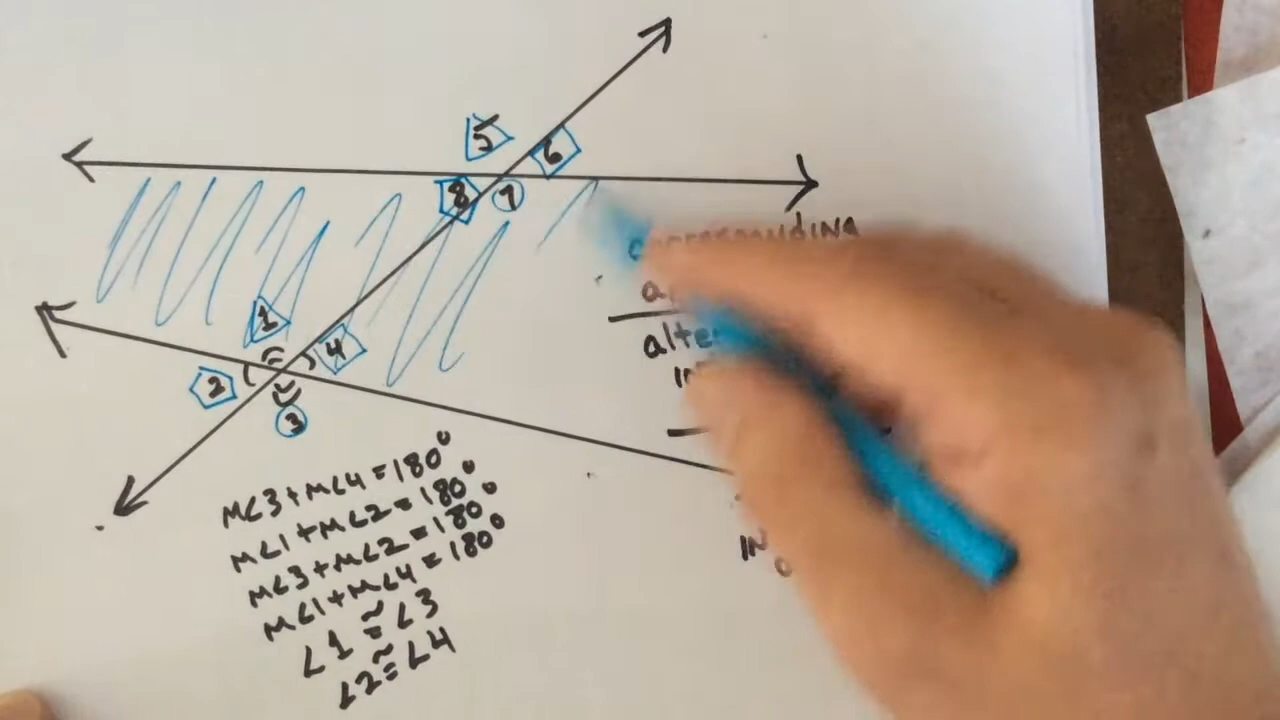 5
6
8
7
1
4
2
3
corresponding
m∠3+m∠4=180°
m∠1+m∠2=180°
m∠3+m∠2=180°
m∠1+m∠4=180°
∠1≅∠3
∠2≅∠4